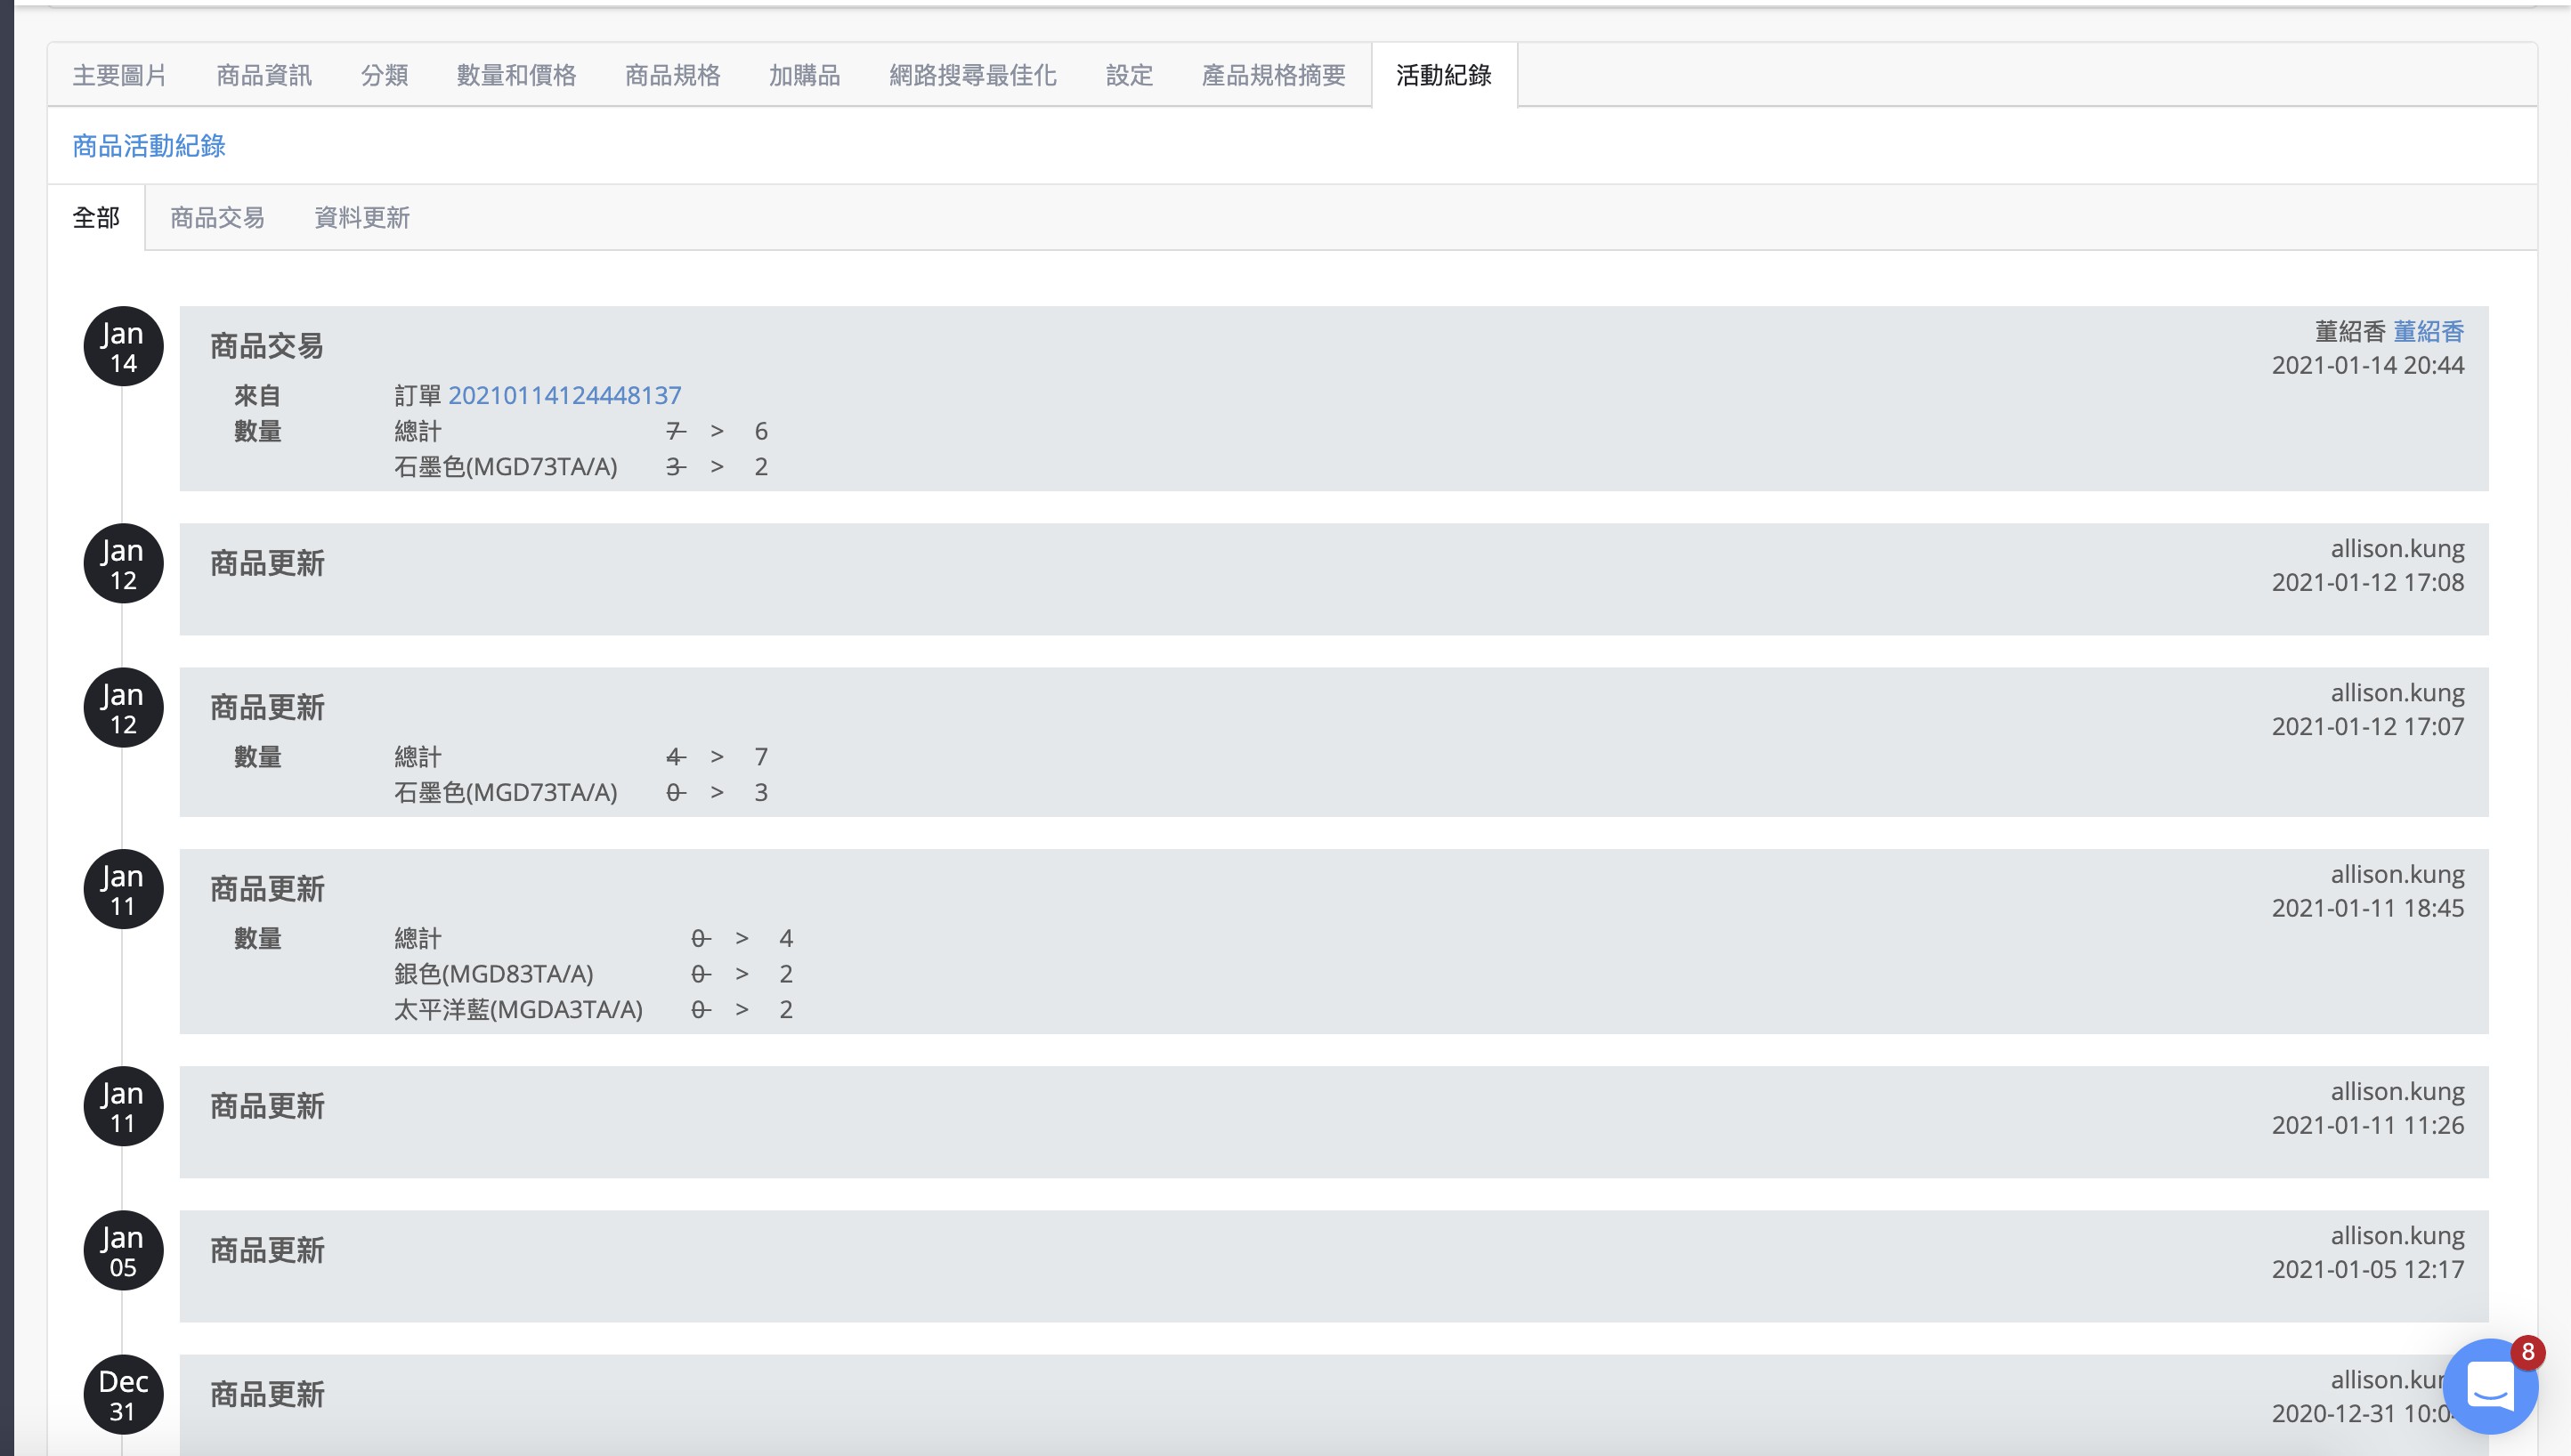 主要圖片 商品資訊 分類 數量和價格 商品規格 加購品 網路搜尋最佳化 設定 產品規格摘要 活動紀錄
商品活動紀錄
全部 商品交易 資料更新
Jan
14
商品交易
董紹香 董紹香
2021-01-14 20:44
來自 訂單 20210114124448137
數量 總計 7 > 6
石墨色(MGD73TA/A) 3 > 2
Jan
12
商品更新
allison.kung
2021-01-12 17:08
Jan
12
商品更新
allison.kung
2021-01-12 17:07
數量 總計 4 > 7
石墨色(MGD73TA/A) 0 > 3
Jan
11
商品更新
allison.kung
2021-01-11 18:45
數量 總計 0 > 4
銀色(MGD83TA/A) 0 > 2
太平洋藍(MGDA3TA/A) 0 > 2
Jan
11
商品更新
allison.kung
2021-01-11 11:26
Jan
05
商品更新
allison.kung
2021-01-05 12:17
Dec
31
商品更新
8
2020-12-31